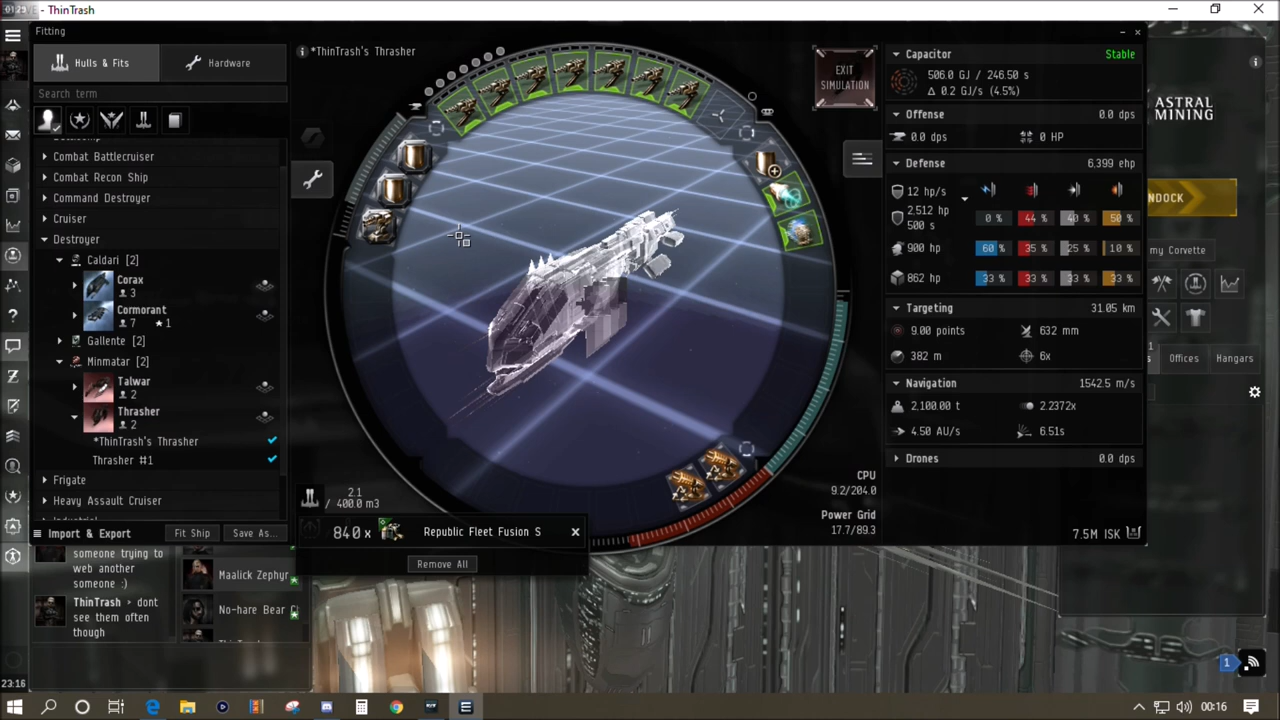 ThinTrash
Fitting
Hulls & Fits
Hardware
Search term
Combat Battlecruiser
Combat Recon Ship
Command Destroyer
Cruiser
Destroyer
Caldari [2]
Corax
3
Cormorant
7 ★1
Gallente [2]
Minmatar [2]
Talwar
2
Thrasher
2
*ThinTrash's Thrasher
Thrasher #1
Frigate
Heavy Assault Cruiser
Import & Export
Fit Ship
Save As...
*ThinTrash's Thrasher
EXIT
SIMULATION
2.1
/ 400.0 m3
840x
Republic Fleet Fusion S
x
Remove All
CPU
9.2/204.0
Power Grid
17.7/89.3
Capacitor
Stable
506.0 GJ / 246.50 s
Δ 0.2 GJ/s (4.5%)
Offense
0.0 dps
0.0 dps
0 HP
Defense
6,399 ehp
12 hp/s
2,512 hp
500 s
0 %
44 %
40 %
50 %
900 hp
60 %
35 %
25 %
10 %
862 hp
33 %
33 %
33 %
33 %
Targeting
31.05 km
9.00 points
632 mm
382 m
6x
Navigation
1542.5 m/s
2,100.00 t
2.2372x
4.50 AU/s
6.51s
Drones
0.0 dps
7.5M ISK
ASTRAL
MINING
NDOCK
my Corvette
Offices
Hangars
someone trying to
web another
someone :)
ThinTrash > dont
see them often
though
Maalick Zephyr
No-hare Bear
23:16
1
00:16